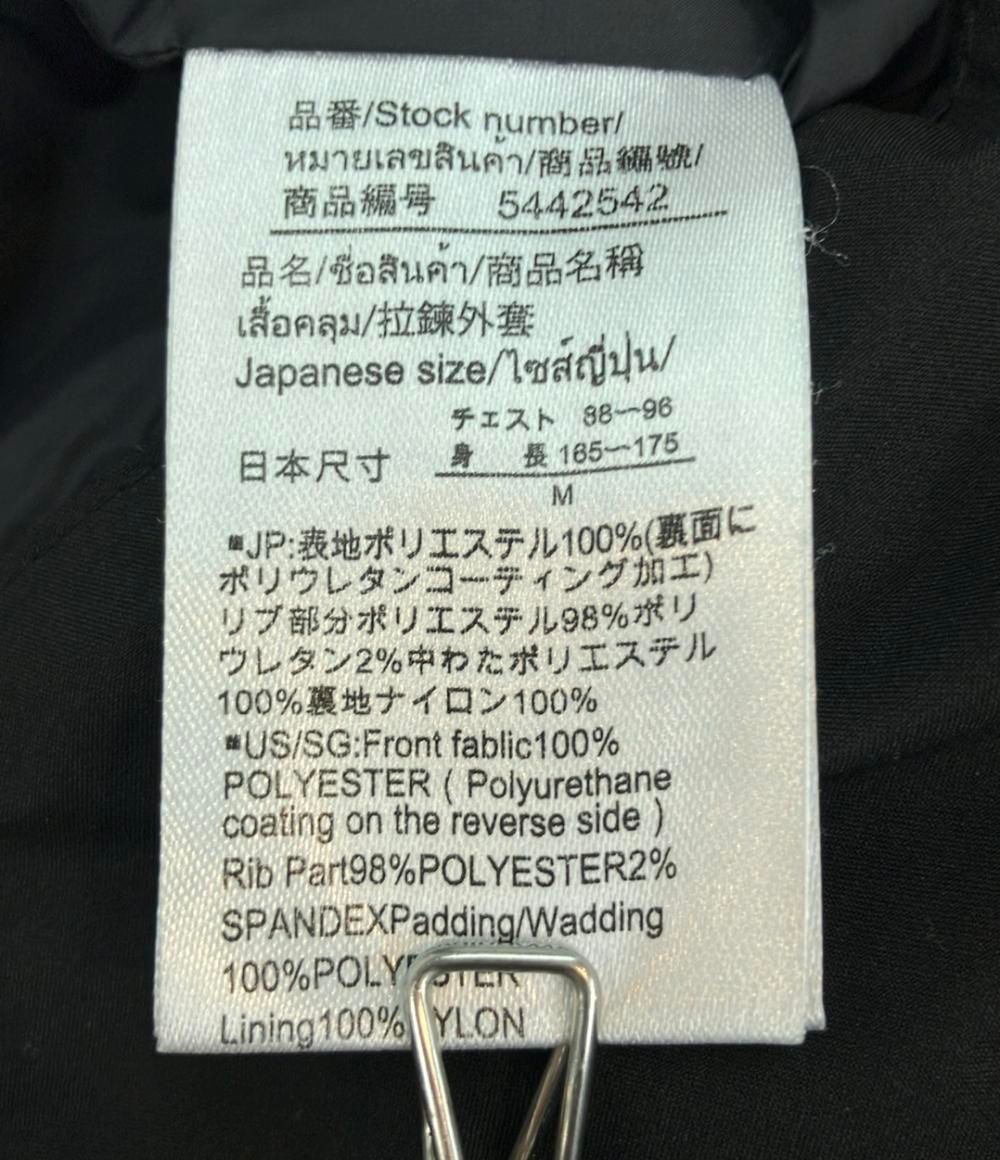 品番/Stock number/
หมายเลขสินค้า/商品編號/
商品編号 5442542
品名/ชื่อสินค้า/商品名稱
เสื้อคลุม/拉鍊外套
Japanese size/ไซส์ญี่ปุ่น/
チェスト 88—96
日本尺寸 身長 165—175
M
JP:表地ポリエステル100%(裏面に
ポリウレタンコーティング加工)
リブ部分ポリエステル98%ポリ
ウレタン2%中わたポリエステル
100%裏地ナイロン100%
US/SG:Front fablic100%
POLYESTER ( Polyurethane
coating on the reverse side )
Rib Part98%POLYESTER2%
SPANDEXPadding/Wadding
100%POLYESTER
Lining100%NYLON